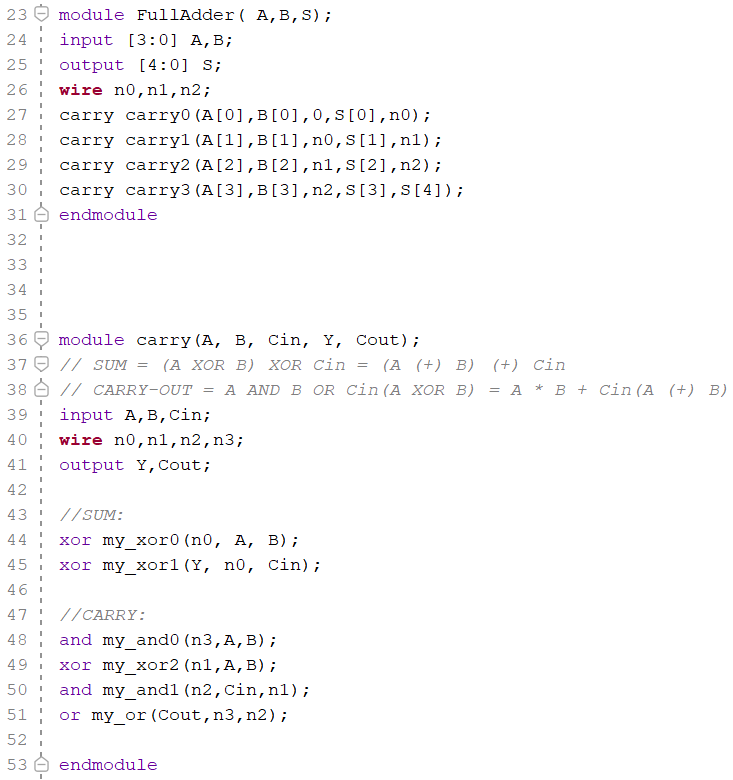 23 module FullAdder( A,B,S);
24 input [3:0] A,B;
25 output [4:0] S;
26 wire n0,n1,n2;
27 carry carry0(A[0],B[0],0,S[0],n0);
28 carry carry1(A[1],B[1],n0,S[1],n1);
29 carry carry2(A[2],B[2],n1,S[2],n2);
30 carry carry3(A[3],B[3],n2,S[3],S[4]);
31 endmodule
32
33
34
35
36 module carry(A, B, Cin, Y, Cout);
37 // SUM = (A XOR B) XOR Cin = (A (+) B) (+) Cin
38 // CARRY-OUT = A AND B OR Cin(A XOR B) = A * B + Cin(A (+) B)
39 input A,B,Cin;
40 wire n0,n1,n2,n3;
41 output Y,Cout;
42
43 //SUM:
44 xor my_xor0(n0, A, B);
45 xor my_xor1(Y, n0, Cin);
46
47 //CARRY:
48 and my_and0(n3,A,B);
49 xor my_xor2(n1,A,B);
50 and my_and1(n2,Cin,n1);
51 or my_or(Cout,n3,n2);
52
53 endmodule